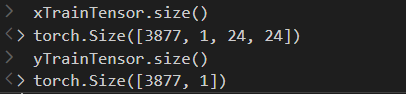 > xTrainTensor.size()
<> torch.Size([3877, 1, 24, 24])
> yTrainTensor.size()
<> torch.Size([3877, 1])